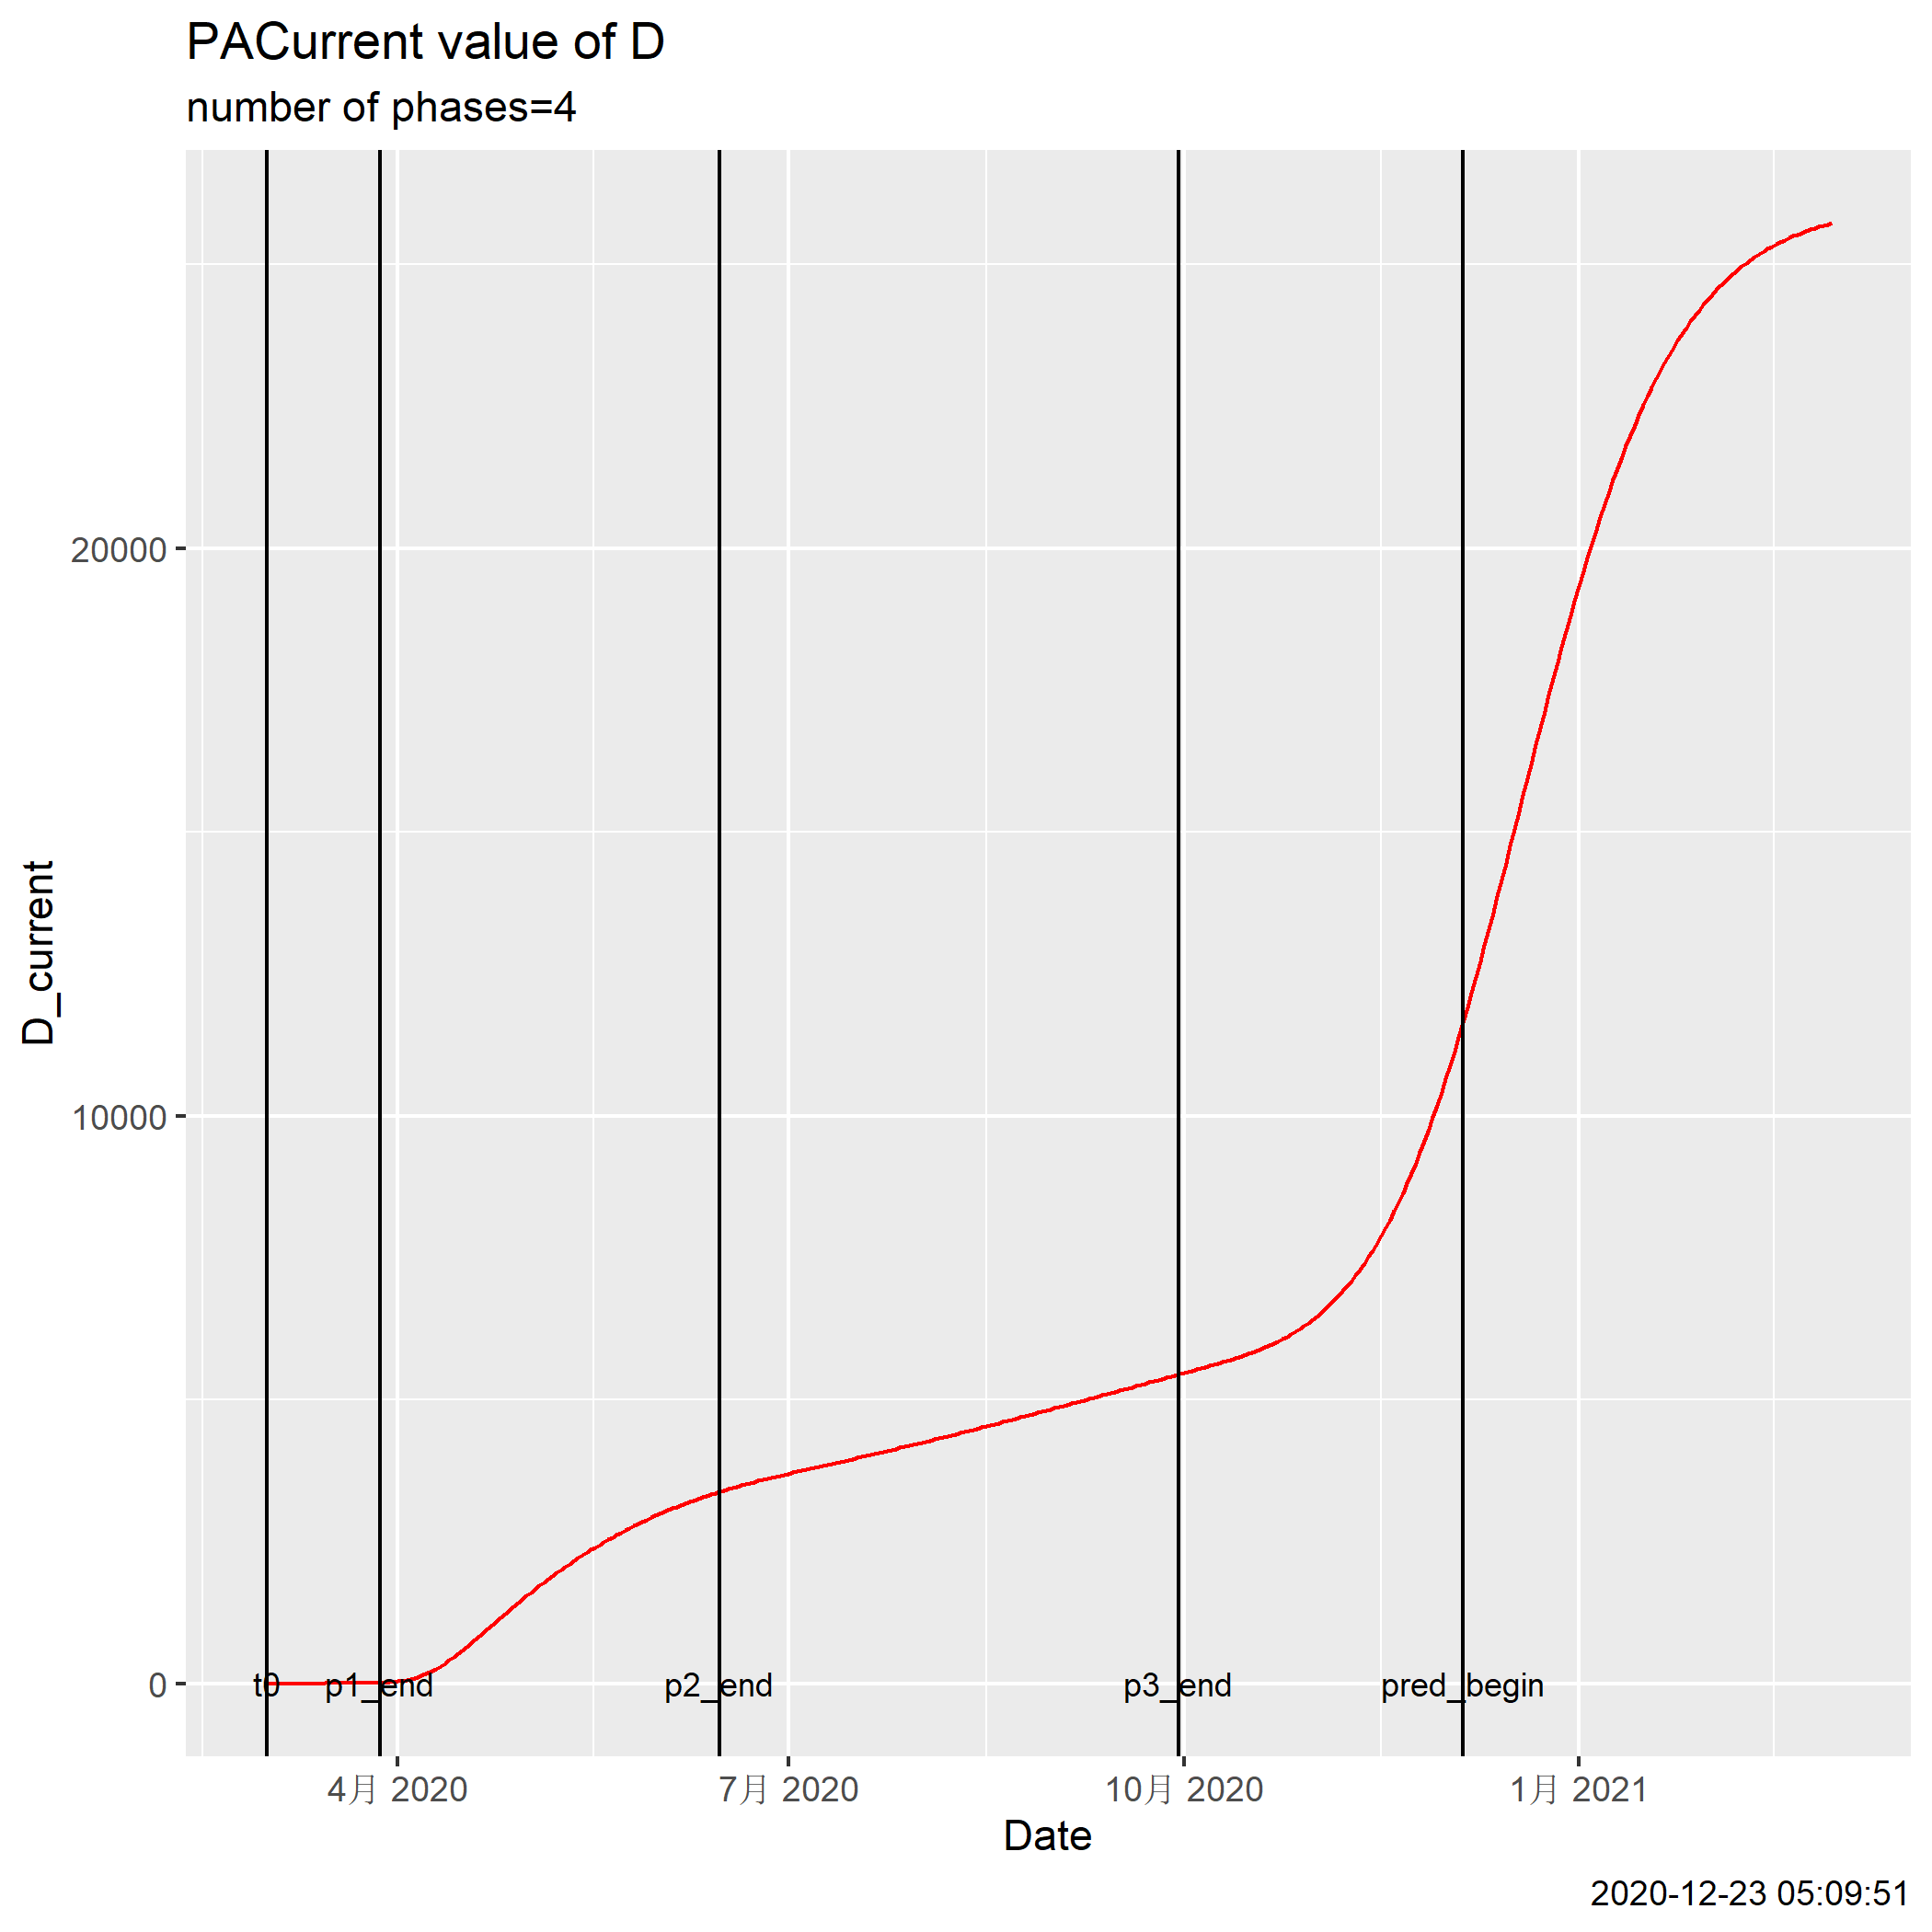 PACurrent value of D
number of phases=4
D_current
20000
10000
0
t0 p1_end p2_end p3_end pred_begin
4月 2020 7月 2020 10月 2020 1月 2021
Date
2020-12-23 05:09:51